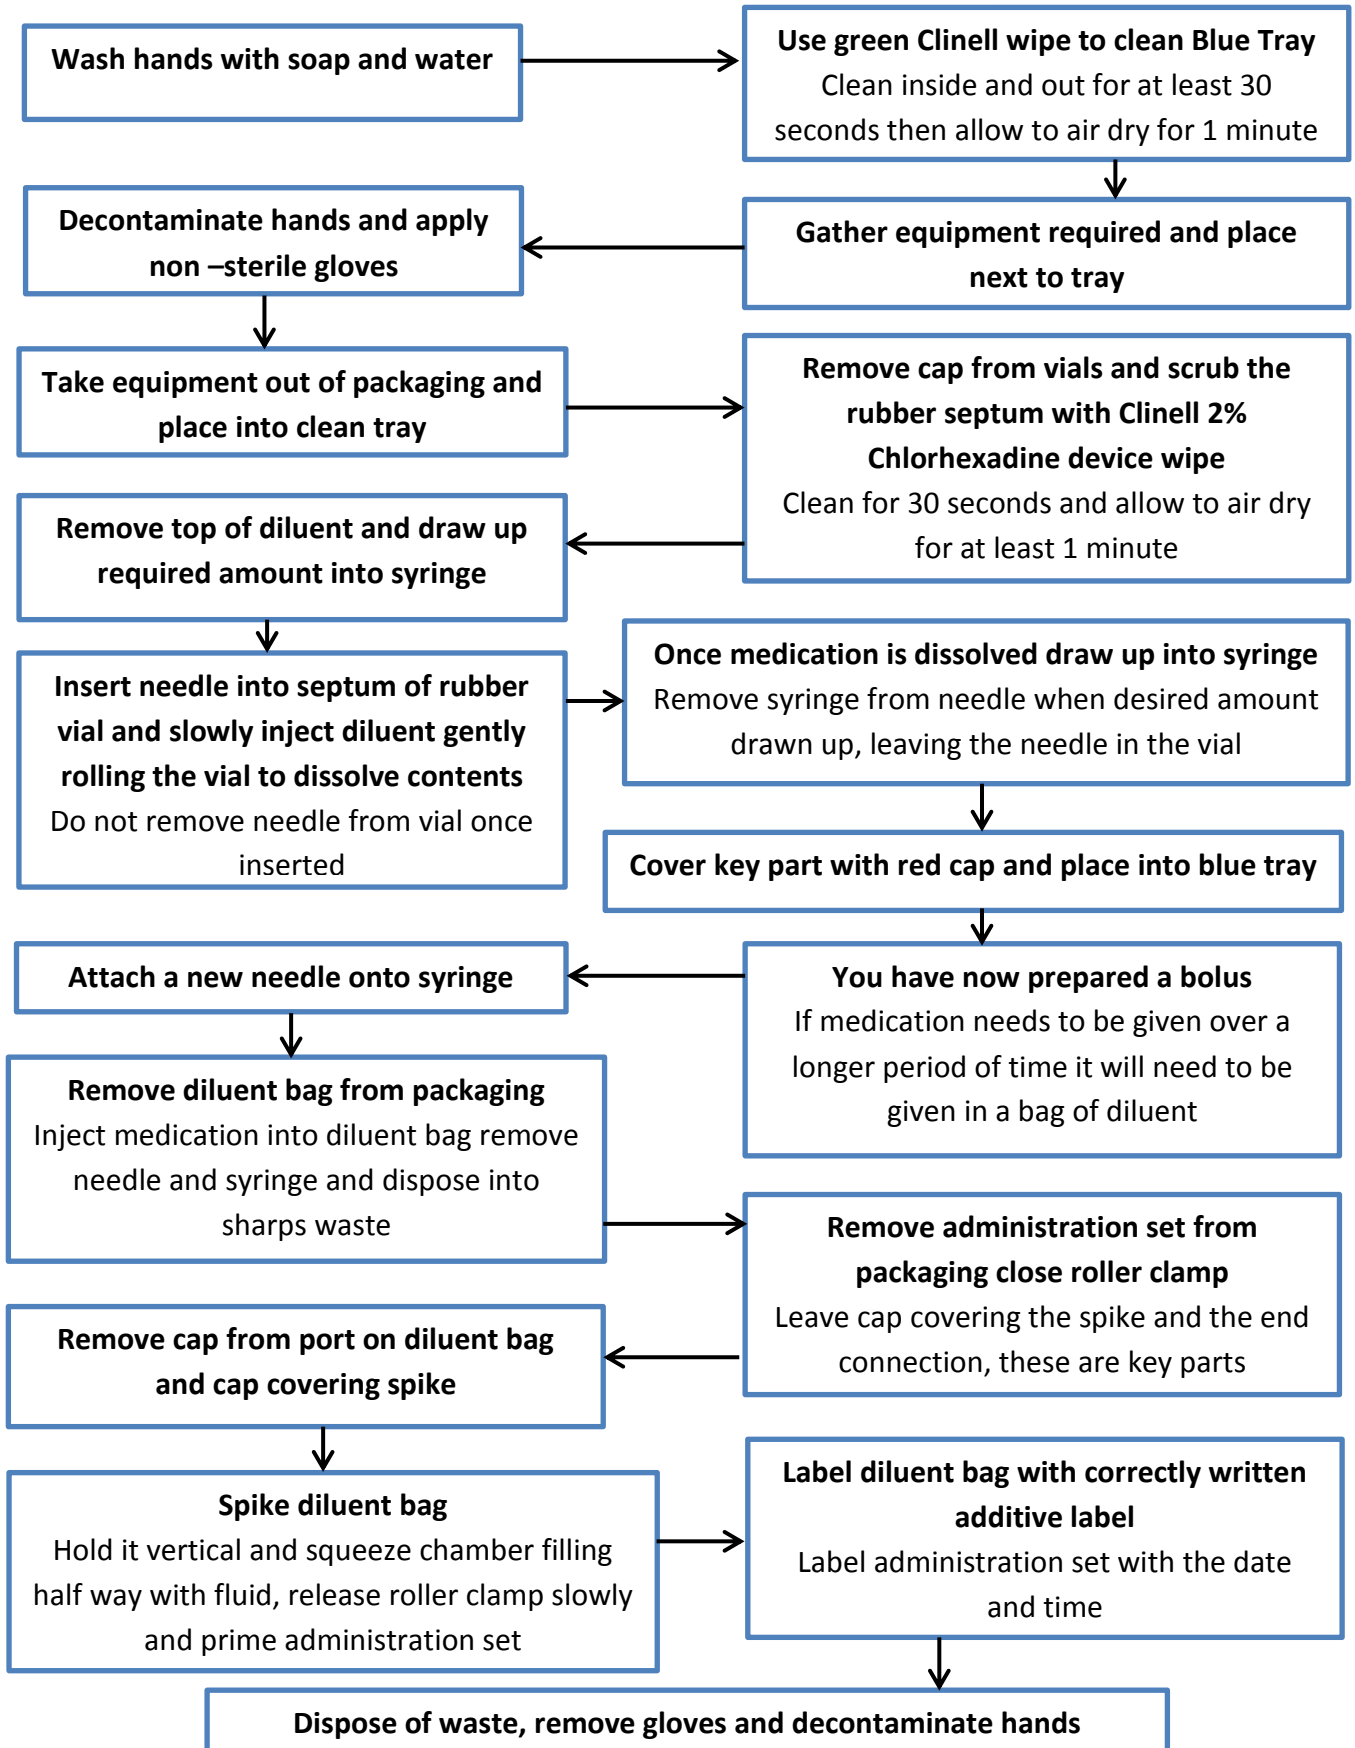 Wash hands with soap and water
Use green Clinell wipe to clean Blue Tray
Clean inside and out for at least 30
seconds then allow to air dry for 1 minute
Gather equipment required and place
next to tray
Decontaminate hands and apply
non –sterile gloves
Take equipment out of packaging and
place into clean tray
Remove cap from vials and scrub the
rubber septum with Clinell 2%
Chlorhexadine device wipe
Clean for 30 seconds and allow to air dry
for at least 1 minute
Remove top of diluent and draw up
required amount into syringe
Insert needle into septum of rubber
vial and slowly inject diluent gently
rolling the vial to dissolve contents
Do not remove needle from vial once
inserted
Once medication is dissolved draw up into syringe
Remove syringe from needle when desired amount
drawn up, leaving the needle in the vial
Cover key part with red cap and place into blue tray
You have now prepared a bolus
If medication needs to be given over a
longer period of time it will need to be
given in a bag of diluent
Attach a new needle onto syringe
Remove diluent bag from packaging
Inject medication into diluent bag remove
needle and syringe and dispose into
sharps waste
Remove administration set from
packaging close roller clamp
Leave cap covering the spike and the end
connection, these are key parts
Remove cap from port on diluent bag
and cap covering spike
Spike diluent bag
Hold it vertical and squeeze chamber filling
half way with fluid, release roller clamp slowly
and prime administration set
Label diluent bag with correctly written
additive label
Label administration set with the date
and time
Dispose of waste, remove gloves and decontaminate hands